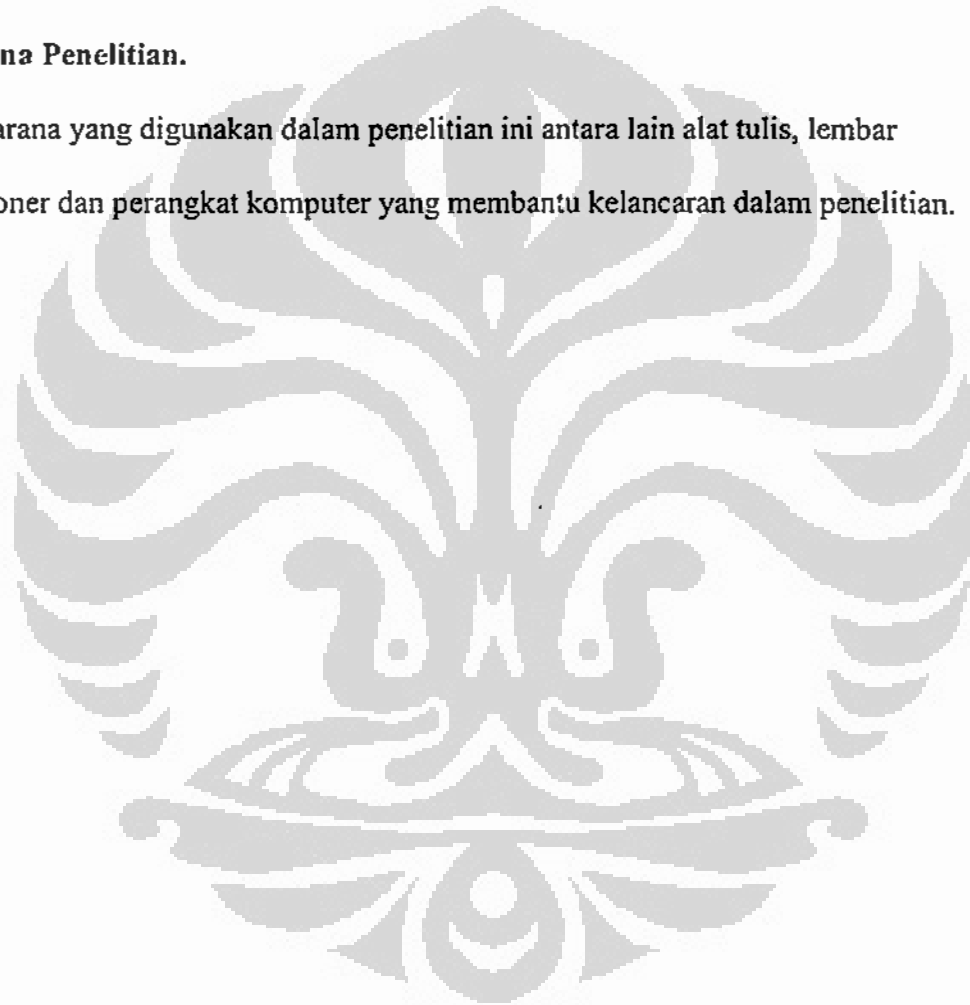 na Penelitian.
arana yang digunakan dalam penelitian ini antara lain alat tulis, lembar
oner dan perangkat komputer yang membantu kelancaran dalam penelitian.